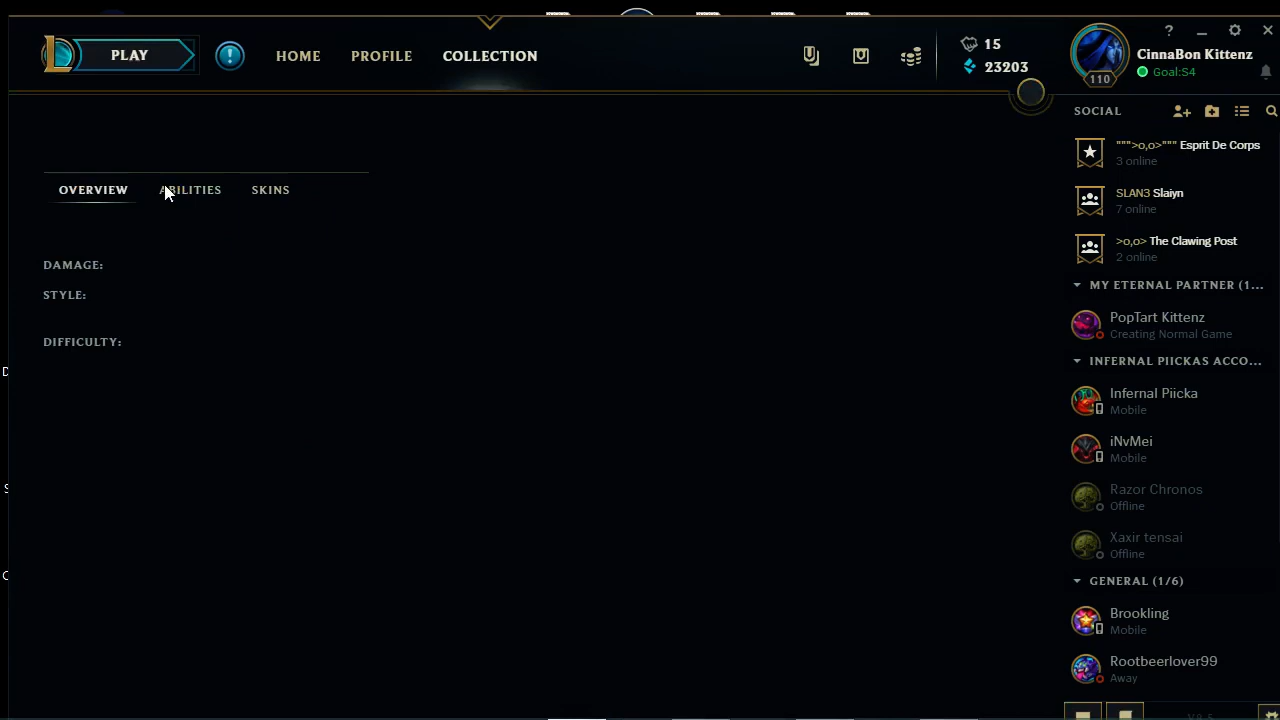 PLAY
HOME
PROFILE
COLLECTION
15
23203
110
CinnaBon Kittenz
Goal:S4
OVERVIEW
ABILITIES
SKINS
DAMAGE:
STYLE:
DIFFICULTY:
SOCIAL
""">o,o>""" Esprit De Corps
3 online
SLAN3 Slaiyn
7 online
>o,o> The Clawing Post
2 online
MY ETERNAL PARTNER (1...
PopTart Kittenz
Creating Normal Game
INFERNAL PIICKAS ACCO...
Infernal Piicka
Mobile
iNvMei
Mobile
Razor Chronos
Offline
Xaxir tensai
Offline
GENERAL (1/6)
Brookling
Mobile
Rootbeerlover99
Away